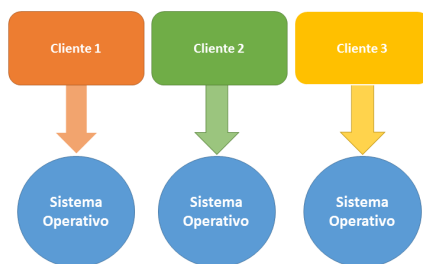 Cliente 1
Cliente 2
Cliente 3
Sistema
Operativo
Sistema
Operativo
Sistema
Operativo